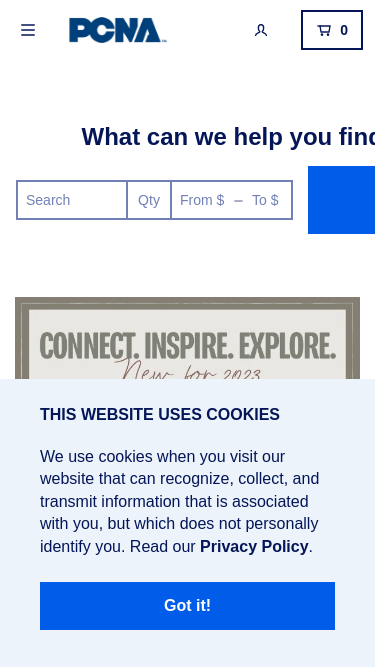 PCNA
0
What can we help you find
Search
Qty
From $ – To $
CONNECT. INSPIRE. EXPLORE.
New for 2023
THIS WEBSITE USES COOKIES
We use cookies when you visit our
website that can recognize, collect, and
transmit information that is associated
with you, but which does not personally
identify you. Read our Privacy Policy.
Got it!